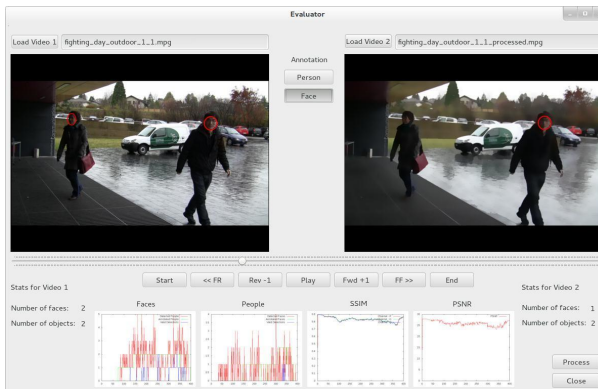 Evaluator
Load Video 1 fighting_day_outdoor_1_1.mpg
Load Video 2 fighting_day_outdoor_1_1_processed.mpg
Annotation
Person
Face
Start << FR Rev -1 Play Fwd +1 FF >> End
Stats for Video 1
Number of faces: 2
Number of objects: 2
Stats for Video 2
Number of faces: 1
Number of objects: 2
Faces People SSIM PSNR
Process
Close